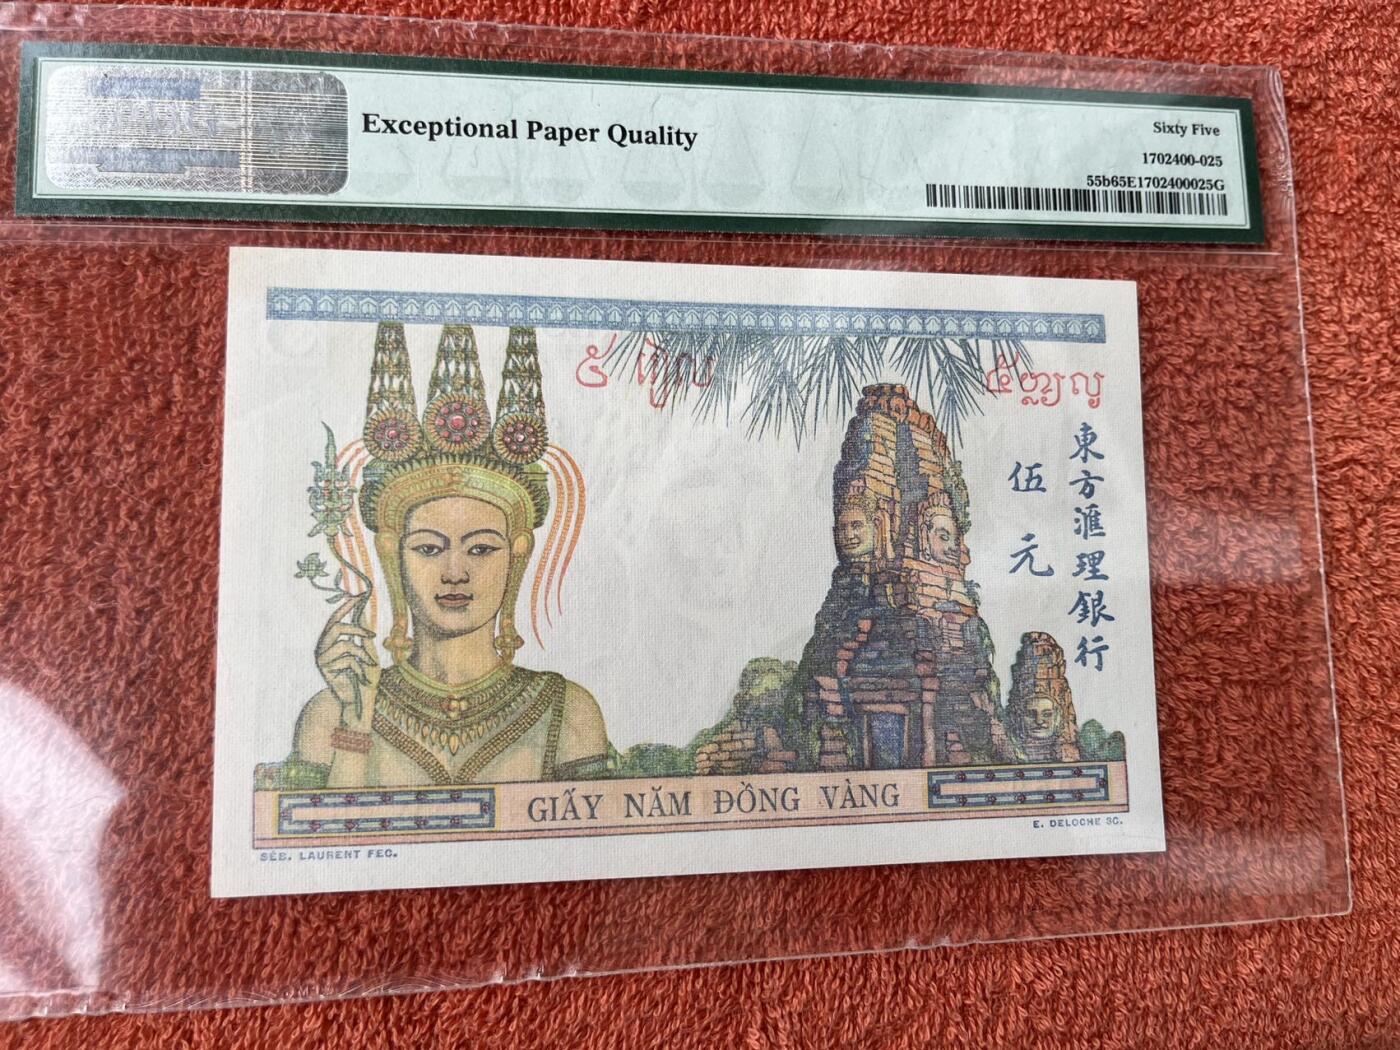 Exceptional Paper Quality
Sixty Five
1702400-025
55b65E1702400025G
東方滙理銀行
伍元
GIẤY NĂM ĐỒNG VÀNG
SÉB. LAURENT FEC.
E. DELOCHE SC.